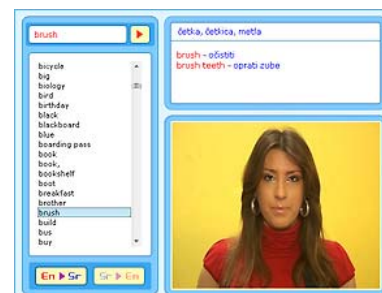 brush
bicycle
big
biology
bird
birthday
black
blackboard
blue
boarding pass
book
book,
bookshelf
boot
breakfast
brother
brush
build
bus
buy
En Sr
Sr En
četka, četkica, metla
brush - očistiti
brush teeth - oprati zube